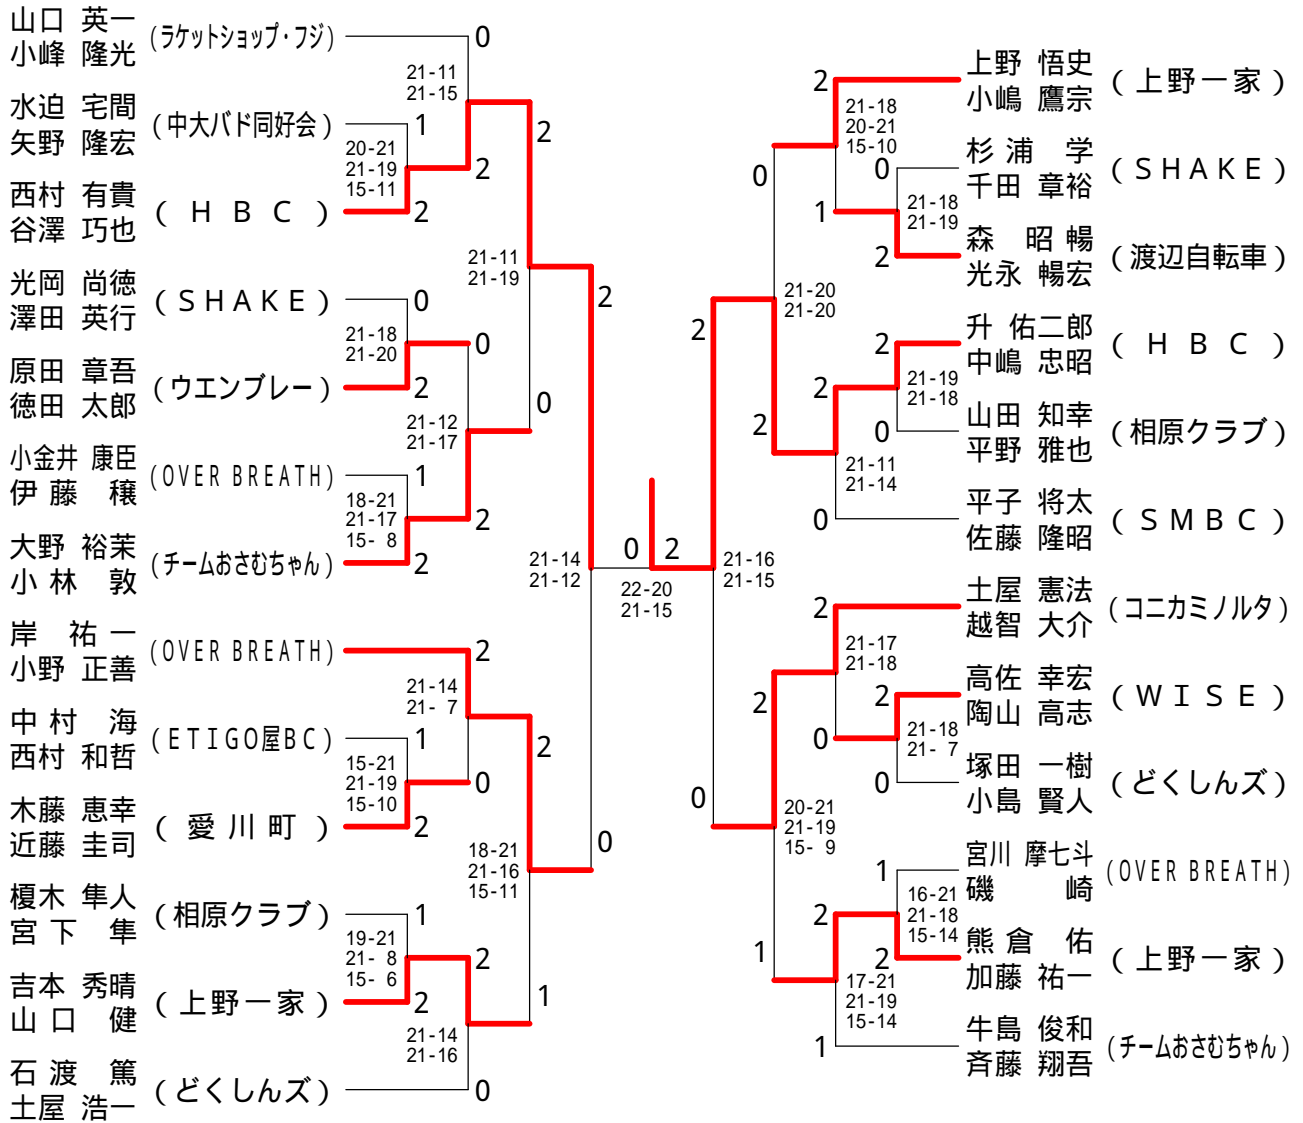 山口 英一
小峰 隆光
(ラケットショップ・フジ)
0
21-11
21-15
水迫 宅間
矢野 隆宏
(中大バド同好会)
1
20-21
21-19
15-11
2
2
西村 有貴
谷澤 巧也
(HBC)
2
21-11
21-19
光岡 尚徳
澤田 英行
(SHAKE)
0
21-18
21-20
0
2
原田 章吾
徳田 太郎
(ウエンブレー)
2
21-12
21-17
0
小金井 康臣
伊藤 穣
(OVER BREATH)
1
18-21
21-17
15- 8
2
大野 裕茉
小林 敦
(チームおさむちゃん)
2
21-14
21-12
岸 祐一
小野 正善
(OVER BREATH)
2
21-14
21- 7
中村 海
西村 和哲
(ETIGO屋BC)
1
15-21
21-19
15-10
2
0
木藤 恵幸
近藤 圭司
(愛川町)
2
18-21
21-16
15-11
0
榎木 隼人
宮下 隼
(相原クラブ)
1
19-21
21- 8
15- 6
2
吉本 秀晴
山口 健
(上野一家)
2
1
21-14
21-16
石渡 篤
土屋 浩一
(どくしんズ)
0
0
2
22-20
21-15
2
上野 悟史
小嶋 鷹宗
(上野一家)
21-18
20-21
15-10
0
0
杉浦 学
千田 章裕
(SHAKE)
21-18
21-19
1
2
森 昭暢
光永 暢宏
(渡辺自転車)
21-20
21-20
2
2
升 佑二郎
中嶋 忠昭
(HBC)
21-19
21-18
2
2
0
山田 知幸
平野 雅也
(相原クラブ)
21-11
21-14
0
平子 将太
佐藤 隆昭
(SMBC)
21-16
21-15
2
土屋 憲法
越智 大介
(コニカミノルタ)
21-17
21-18
2
2
高佐 幸宏
陶山 高志
(WISE)
0
21-18
21- 7
0
塚田 一樹
小島 賢人
(どくしんズ)
0
20-21
21-19
15- 9
1
宮川 摩七斗
磯崎
(OVER BREATH)
16-21
21-18
15-14
2
2
熊倉 佑
加藤 祐一
(上野一家)
1
17-21
21-19
15-14
1
牛島 俊和
斉藤 翔吾
(チームおさむちゃん)